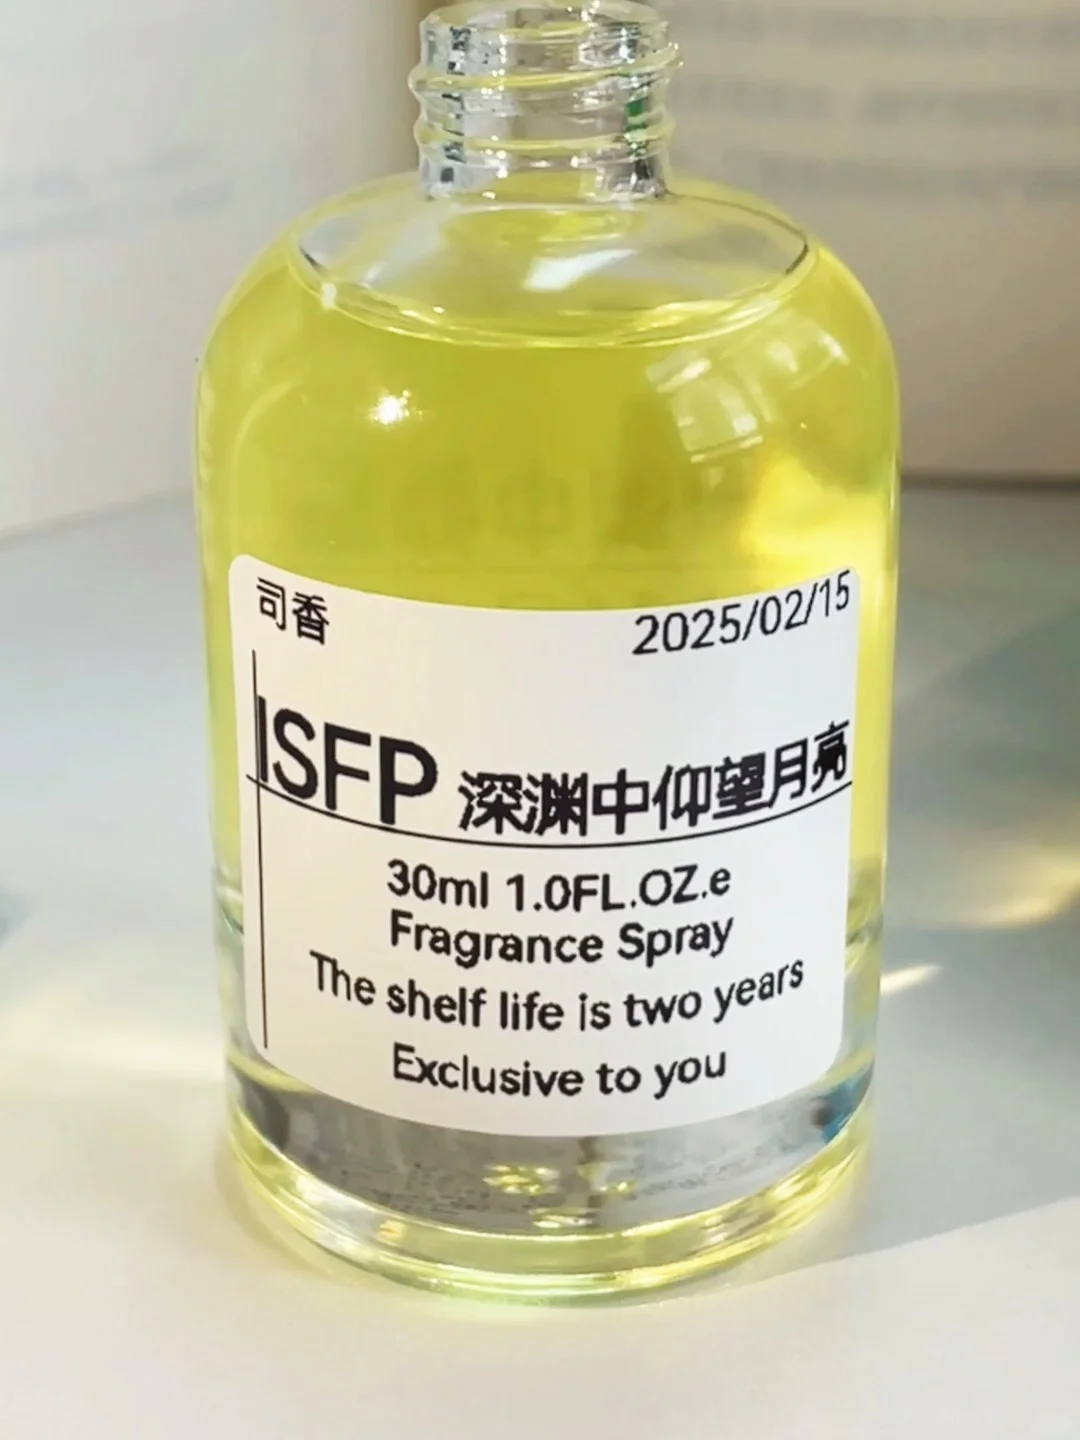 司香
2025/02/15
ISFP 深渊中仰望月亮
30ml 1.0FL.OZ.e
Fragrance Spray
The shelf life is two years
Exclusive to you